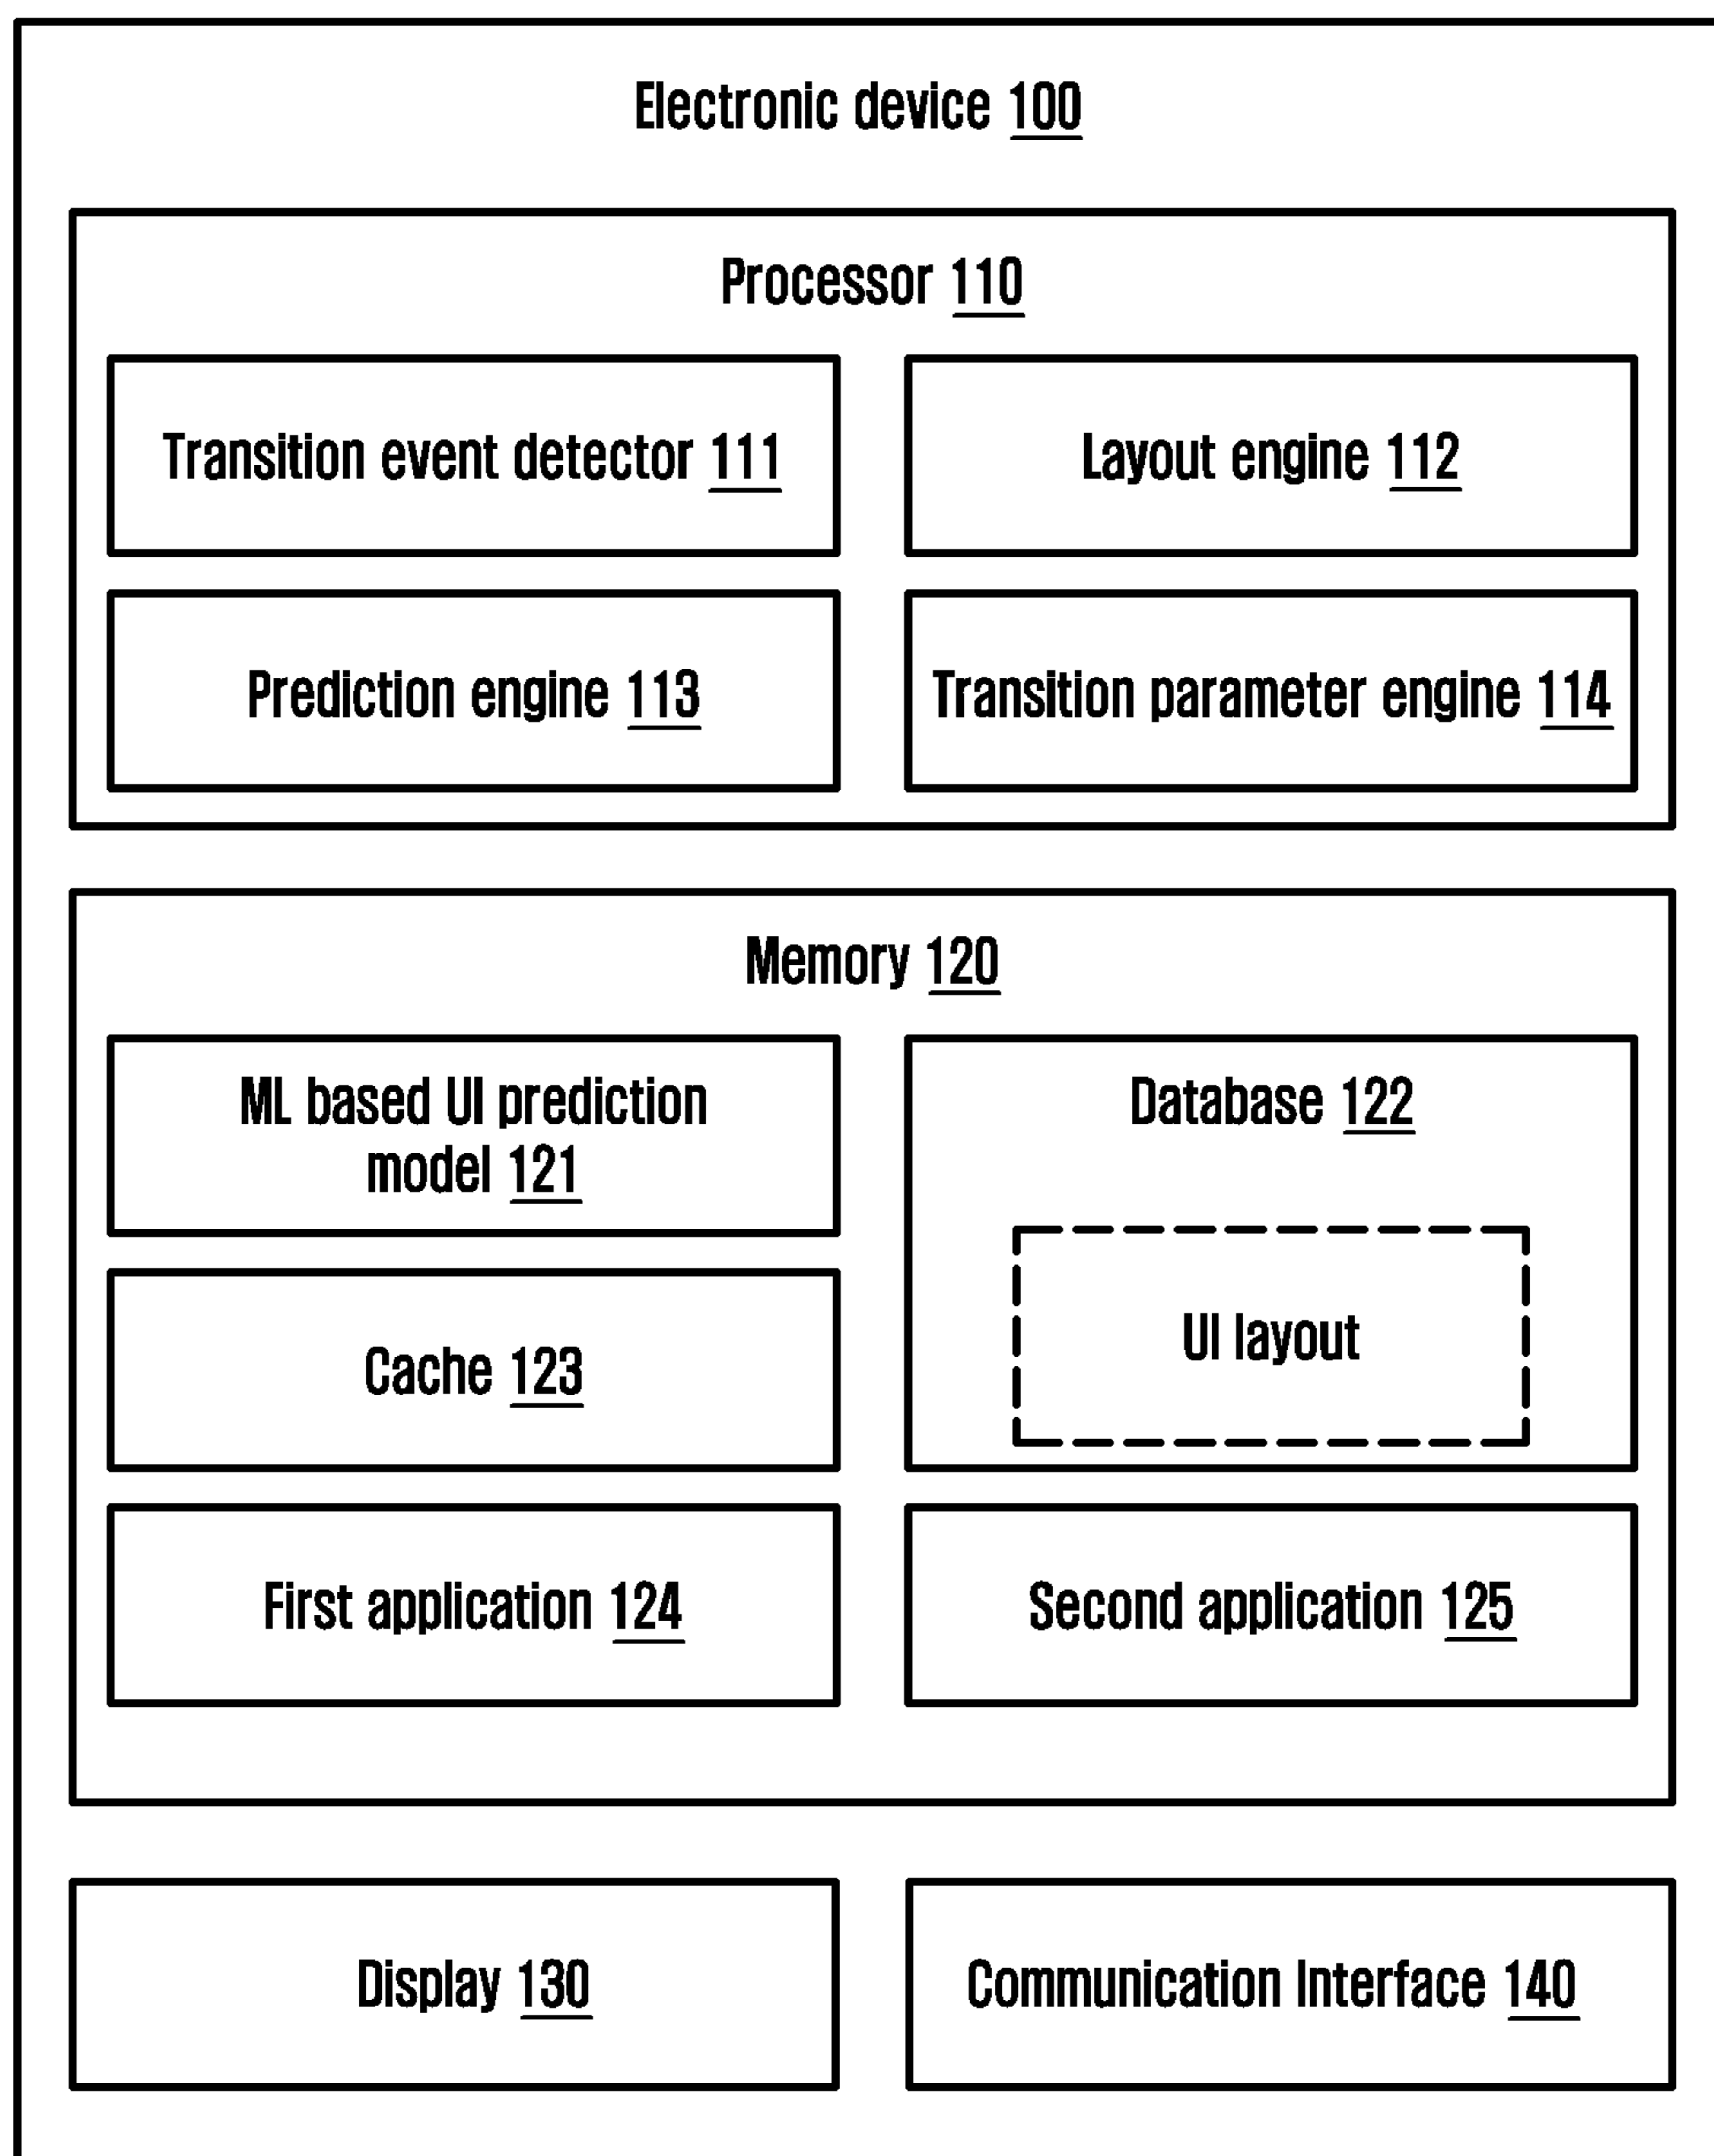 Electronic device 100
Processor 110
Transition event detector 111
Layout engine 112
Prediction engine 113
Transition parameter engine 114
Memory 120
ML based UI prediction
model 121
Database 122
UI layout
Cache 123
First application 124
Second application 125
Display 130
Communication Interface 140